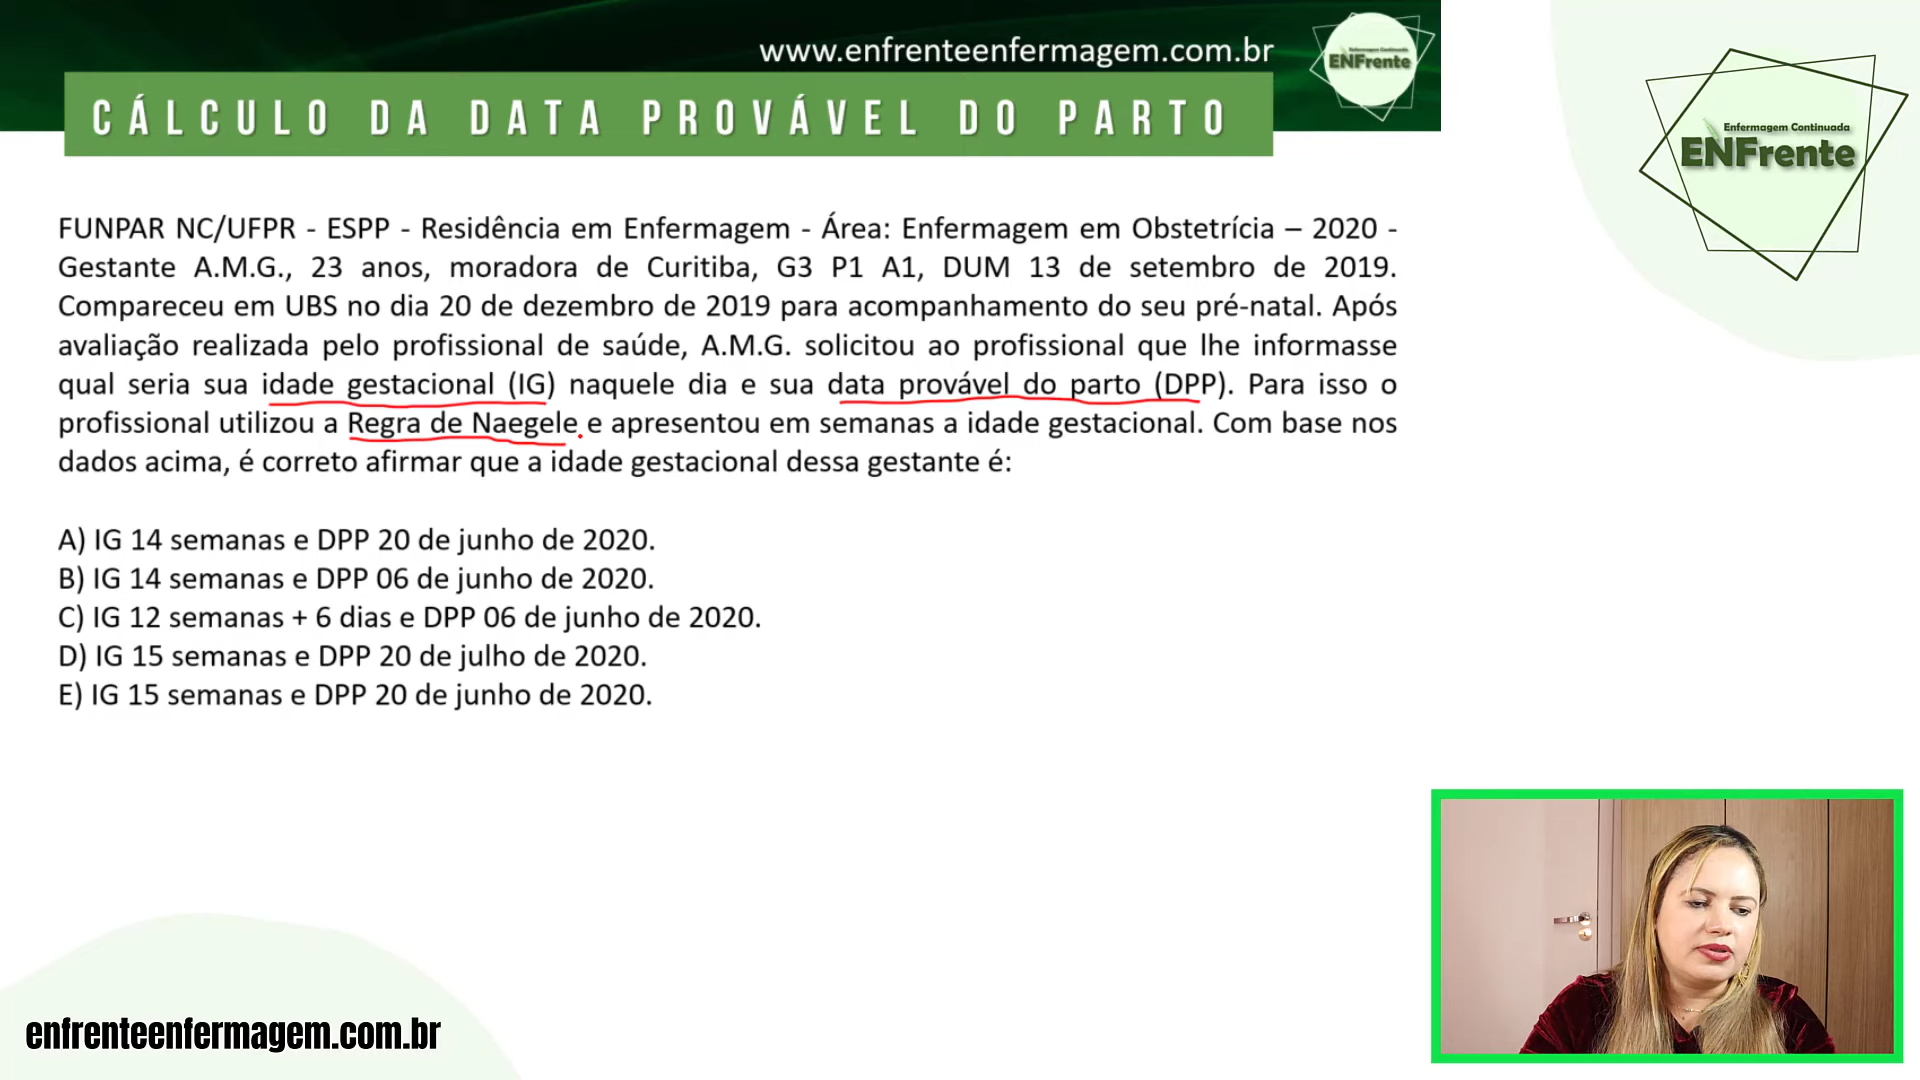 www.enfrenteenfermagem.com.br
Enfermagem Continuada
ENFrente
CÁLCULO DA DATA PROVÁVEL DO PARTO
Enfermagem Continuada
ENFrente
FUNPAR NC/UFPR - ESPP - Residência em Enfermagem - Área: Enfermagem em Obstetrícia – 2020 -
Gestante A.M.G., 23 anos, moradora de Curitiba, G3 P1 A1, DUM 13 de setembro de 2019.
Compareceu em UBS no dia 20 de dezembro de 2019 para acompanhamento do seu pré-natal. Após
avaliação realizada pelo profissional de saúde, A.M.G. solicitou ao profissional que lhe informasse
qual seria sua idade gestacional (IG) naquele dia e sua data provável do parto (DPP). Para isso o
profissional utilizou a Regra de Naegele e apresentou em semanas a idade gestacional. Com base nos
dados acima, é correto afirmar que a idade gestacional dessa gestante é:
A) IG 14 semanas e DPP 20 de junho de 2020.
B) IG 14 semanas e DPP 06 de junho de 2020.
C) IG 12 semanas + 6 dias e DPP 06 de junho de 2020.
D) IG 15 semanas e DPP 20 de julho de 2020.
E) IG 15 semanas e DPP 20 de junho de 2020.
enfrenteenfermagem.com.br